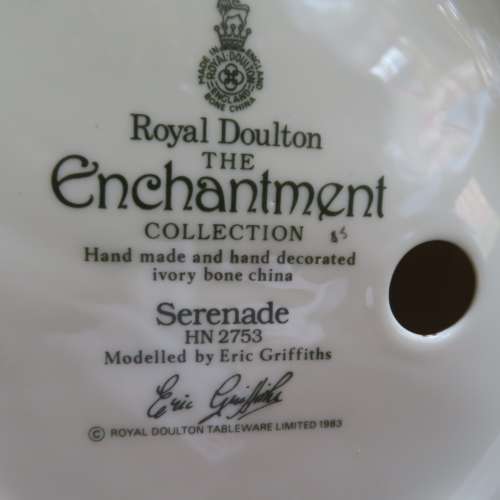 MADE IN ENGLAND
ROYAL DOULTON
ENGLAND
BONE CHINA
Royal Doulton
THE
Enchantment
COLLECTION
Hand made and hand decorated
ivory bone china
Serenade
HN 2753
Modelled by Eric Griffiths
Eric Griffiths
© ROYAL DOULTON TABLEWARE LIMITED 1983